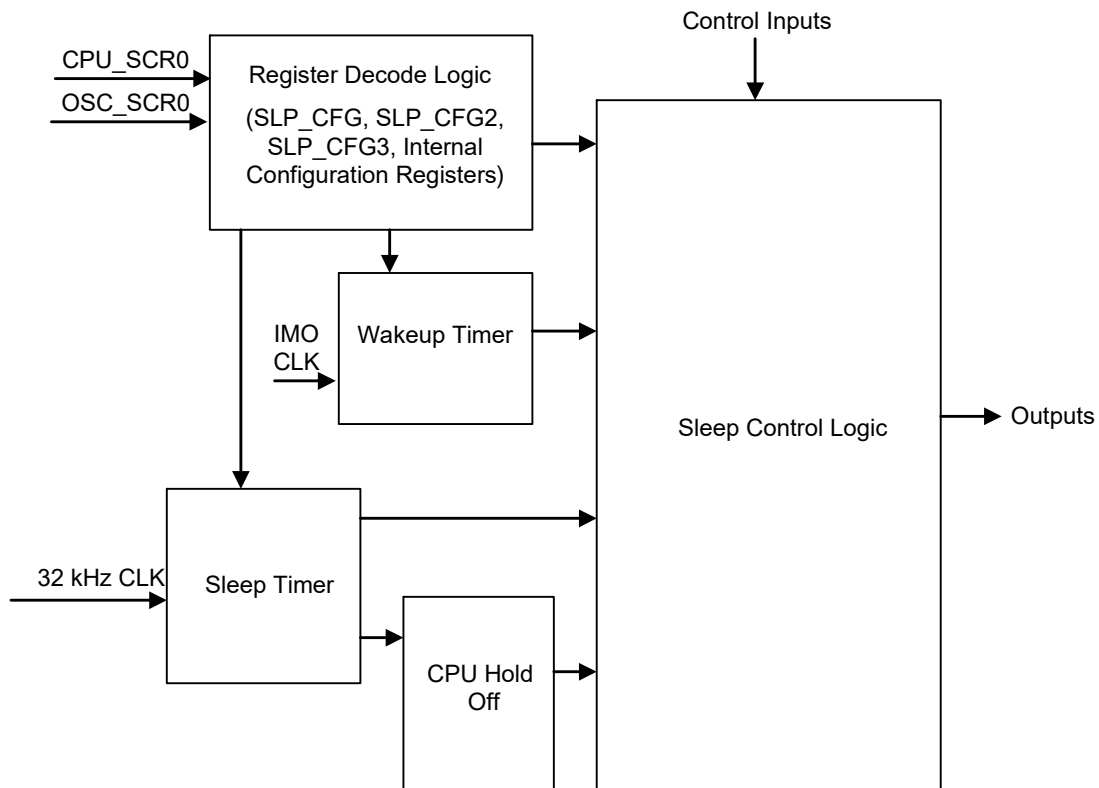 Control Inputs
CPU_SCR0
OSC_SCR0
Register Decode Logic
(SLP_CFG, SLP_CFG2,
SLP_CFG3, Internal
Configuration Registers)
IMO
CLK
Wakeup Timer
Sleep Control Logic
Outputs
32 kHz CLK
Sleep Timer
CPU Hold
Off